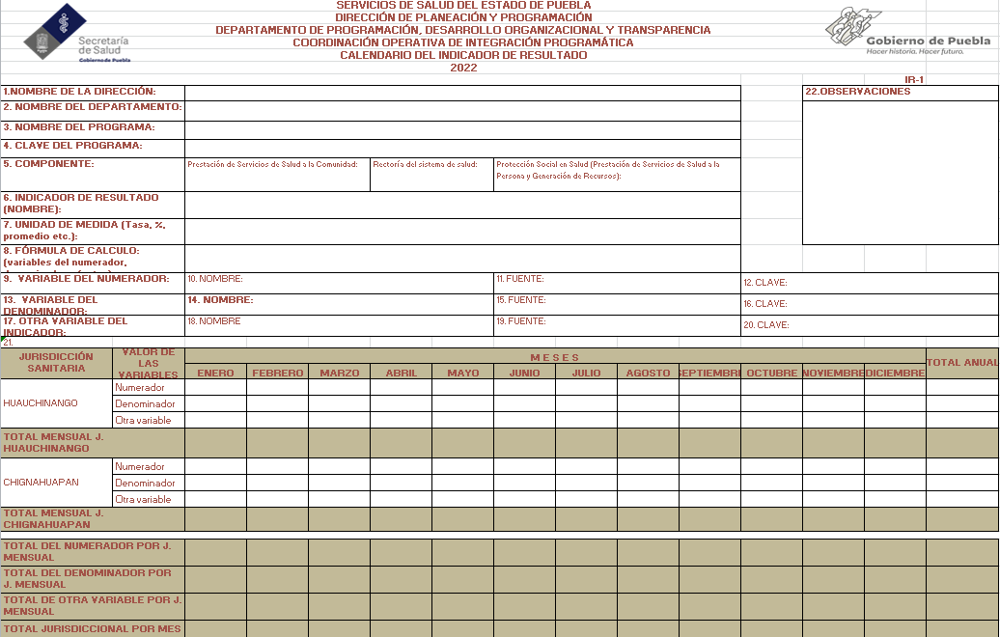 SERVICIOS DE SALUD DEL ESTADO DE PUEBLA
DIRECCIÓN DE PLANEACIÓN Y PROGRAMACIÓN
DEPARTAMENTO DE PROGRAMACIÓN, DESARROLLO ORGANIZACIONAL Y TRANSPARENCIA
COORDINACIÓN OPERATIVA DE INTEGRACIÓN PROGRAMÁTICA
CALENDARIO DEL INDICADOR DE RESULTADO
2022
Secretaría
de Salud
Gobierno de Puebla
Gobierno de Puebla
Hacer historia. Hacer futuro.
IR-1
1.NOMBRE DE LA DIRECCIÓN:
22.OBSERVACIONES
2. NOMBRE DEL DEPARTAMENTO:
3. NOMBRE DEL PROGRAMA:
4. CLAVE DEL PROGRAMA:
5. COMPONENTE:
Prestación de Servicios de Salud a la Comunidad:
Rectoría del sistema de salud:
Protección Social en Salud (Prestación de Servicios de Salud a la
Persona y Generación de Recursos):
6. INDICADOR DE RESULTADO
(NOMBRE):
7. UNIDAD DE MEDIDA (Tasa, %,
promedio etc.):
8. FÓRMULA DE CALCULO:
(variables del numerador,
9. VARIABLE DEL NUMERADOR:
10. NOMBRE:
11. FUENTE:
12. CLAVE:
13. VARIABLE DEL
DENOMINADOR:
14. NOMBRE:
15. FUENTE:
16. CLAVE:
17. OTRA VARIABLE DEL
INDICADOR:
18. NOMBRE
19. FUENTE:
20. CLAVE:
21.
JURISDICCIÓN
SANITARIA
VALOR DE
LAS
VARIABLES
M E S E S
TOTAL ANUAL
ENERO
FEBRERO
MARZO
ABRIL
MAYO
JUNIO
JULIO
AGOSTO
SEPTIEMBRE
OCTUBRE
NOVIEMBRE
DICIEMBRE
HUAUCHINANGO
Numerador
Denominador
Otra variable
TOTAL MENSUAL J.
HUAUCHINANGO
CHIGNAHUAPAN
Numerador
Denominador
Otra variable
TOTAL MENSUAL J.
CHIGNAHUAPAN
TOTAL DEL NUMERADOR POR J.
MENSUAL
TOTAL DEL DENOMINADOR POR
J. MENSUAL
TOTAL DE OTRA VARIABLE POR J.
MENSUAL
TOTAL JURISDICCIONAL POR MES